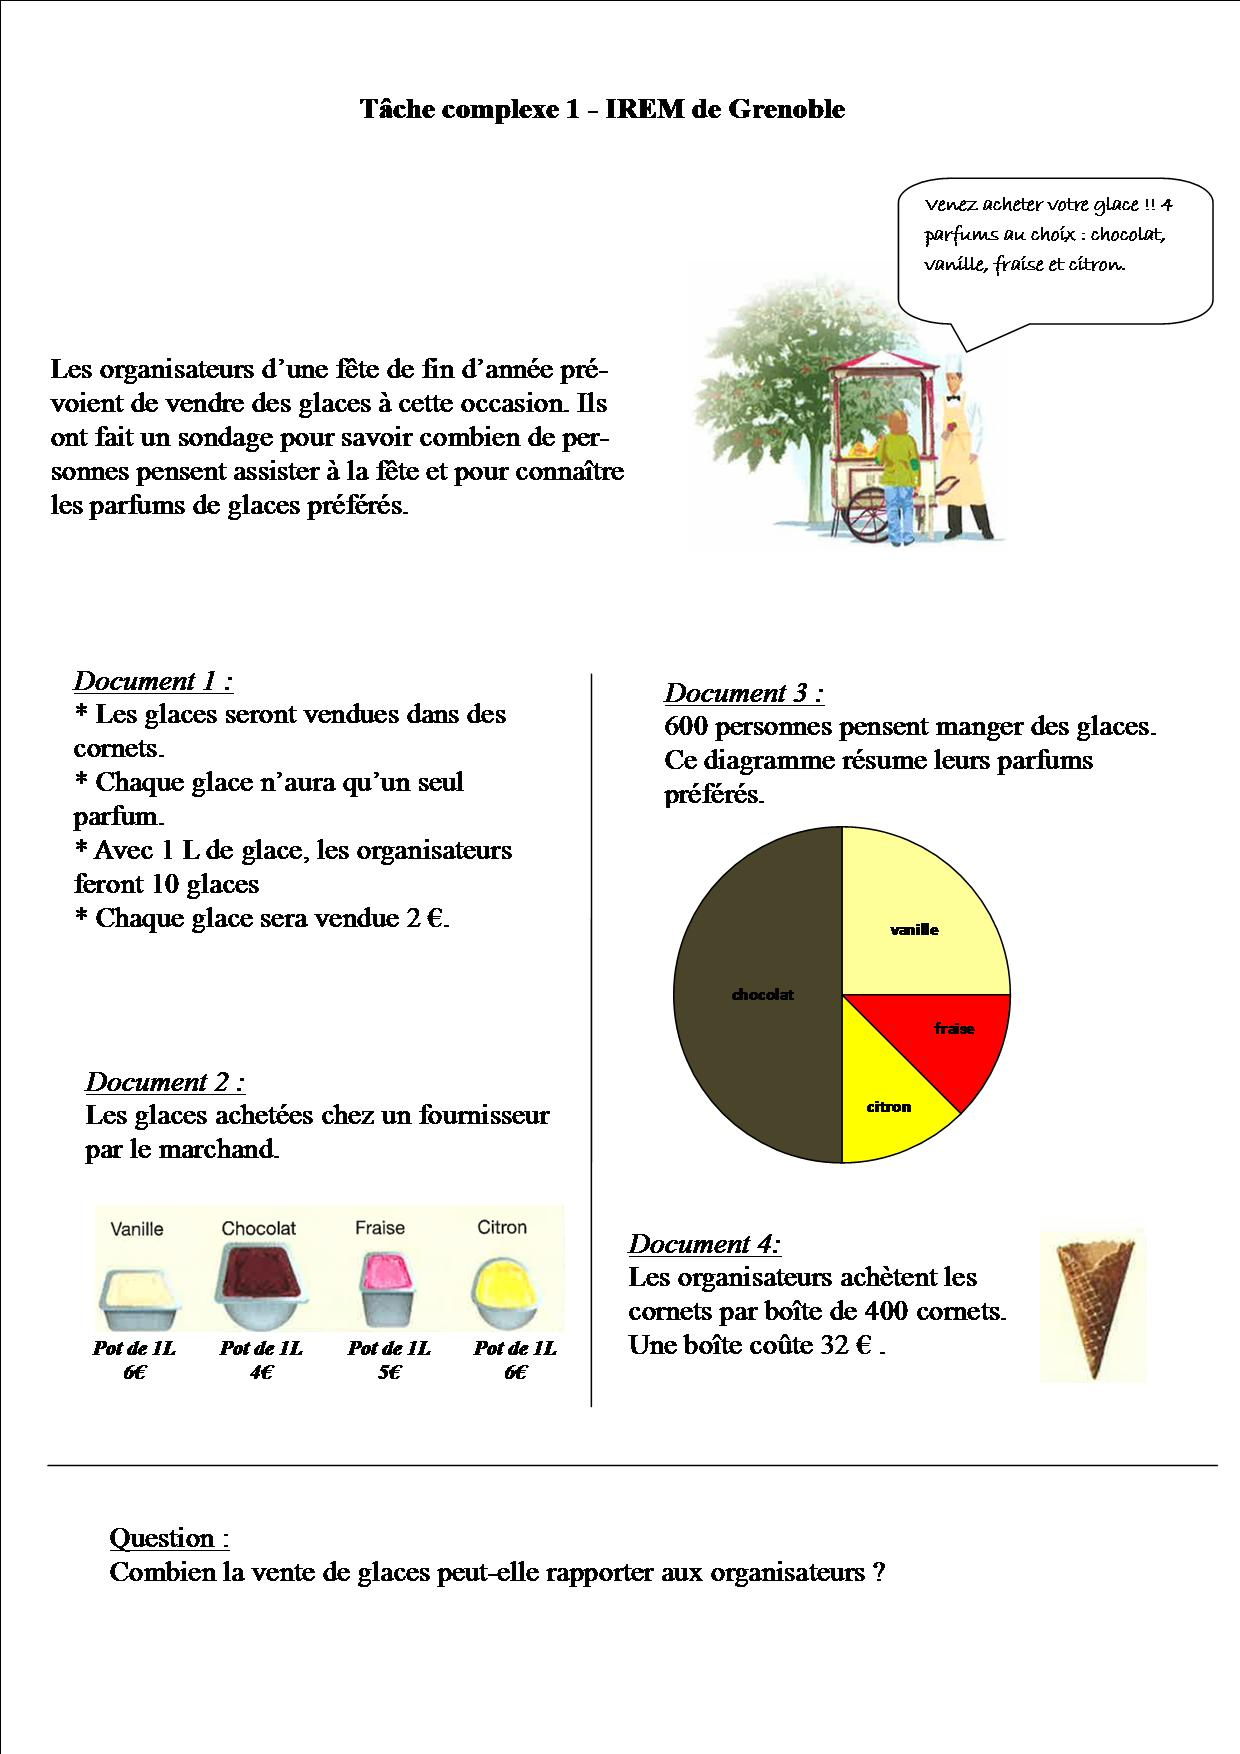 Tâche complexe 1 - IREM de Grenoble
Venez acheter votre glace !! 4
parfums au choix : chocolat,
vanille, fraise et citron.
Les organisateurs d’une fête de fin d’année pré-
voient de vendre des glaces à cette occasion. Ils
ont fait un sondage pour savoir combien de per-
sonnes pensent assister à la fête et pour connaître
les parfums de glaces préférés.
Document 1 :
* Les glaces seront vendues dans des
cornets.
* Chaque glace n’aura qu’un seul
parfum.
* Avec 1 L de glace, les organisateurs
feront 10 glaces
* Chaque glace sera vendue 2 €.
Document 2 :
Les glaces achetées chez un fournisseur
par le marchand.
Vanille Chocolat Fraise Citron
Pot de 1L Pot de 1L Pot de 1L Pot de 1L
6€ 4€ 5€ 6€
Document 3 :
600 personnes pensent manger des glaces.
Ce diagramme résume leurs parfums
préférés.
vanille
chocolat
fraise
citron
Document 4:
Les organisateurs achètent les
cornets par boîte de 400 cornets.
Une boîte coûte 32 € .
Question :
Combien la vente de glaces peut-elle rapporter aux organisateurs ?